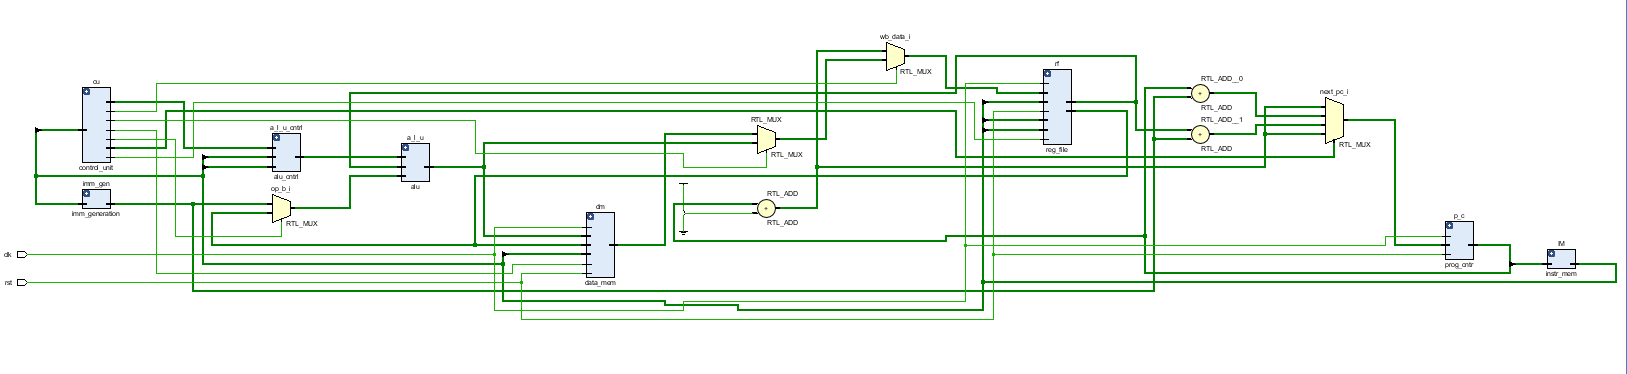 wb_data_i
RTL_MUX
cu
control_unit
imm_gen
imm_generation
a_l_u_cntrl
alu_cntrl
op_b_i
RTL_MUX
a_l_u
alu
clk
rst
dm
data_mem
RTL_MUX
RTL_MUX
RTL_ADD
RTL_ADD
rf
reg_file
RTL_ADD__0
RTL_ADD
RTL_ADD__1
RTL_ADD
next_pc_i
RTL_MUX
p_c
prog_cntr
IM
instr_mem